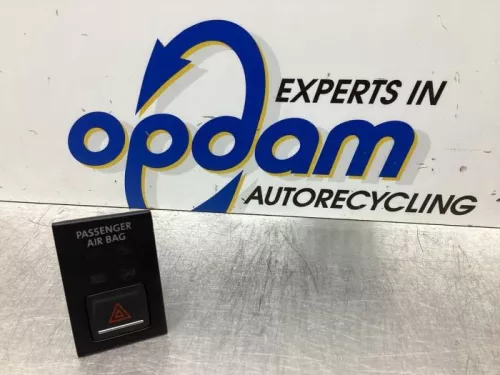 EXPERTS IN
opdam
AUTORECYCLING
PASSENGER
AIR BAG